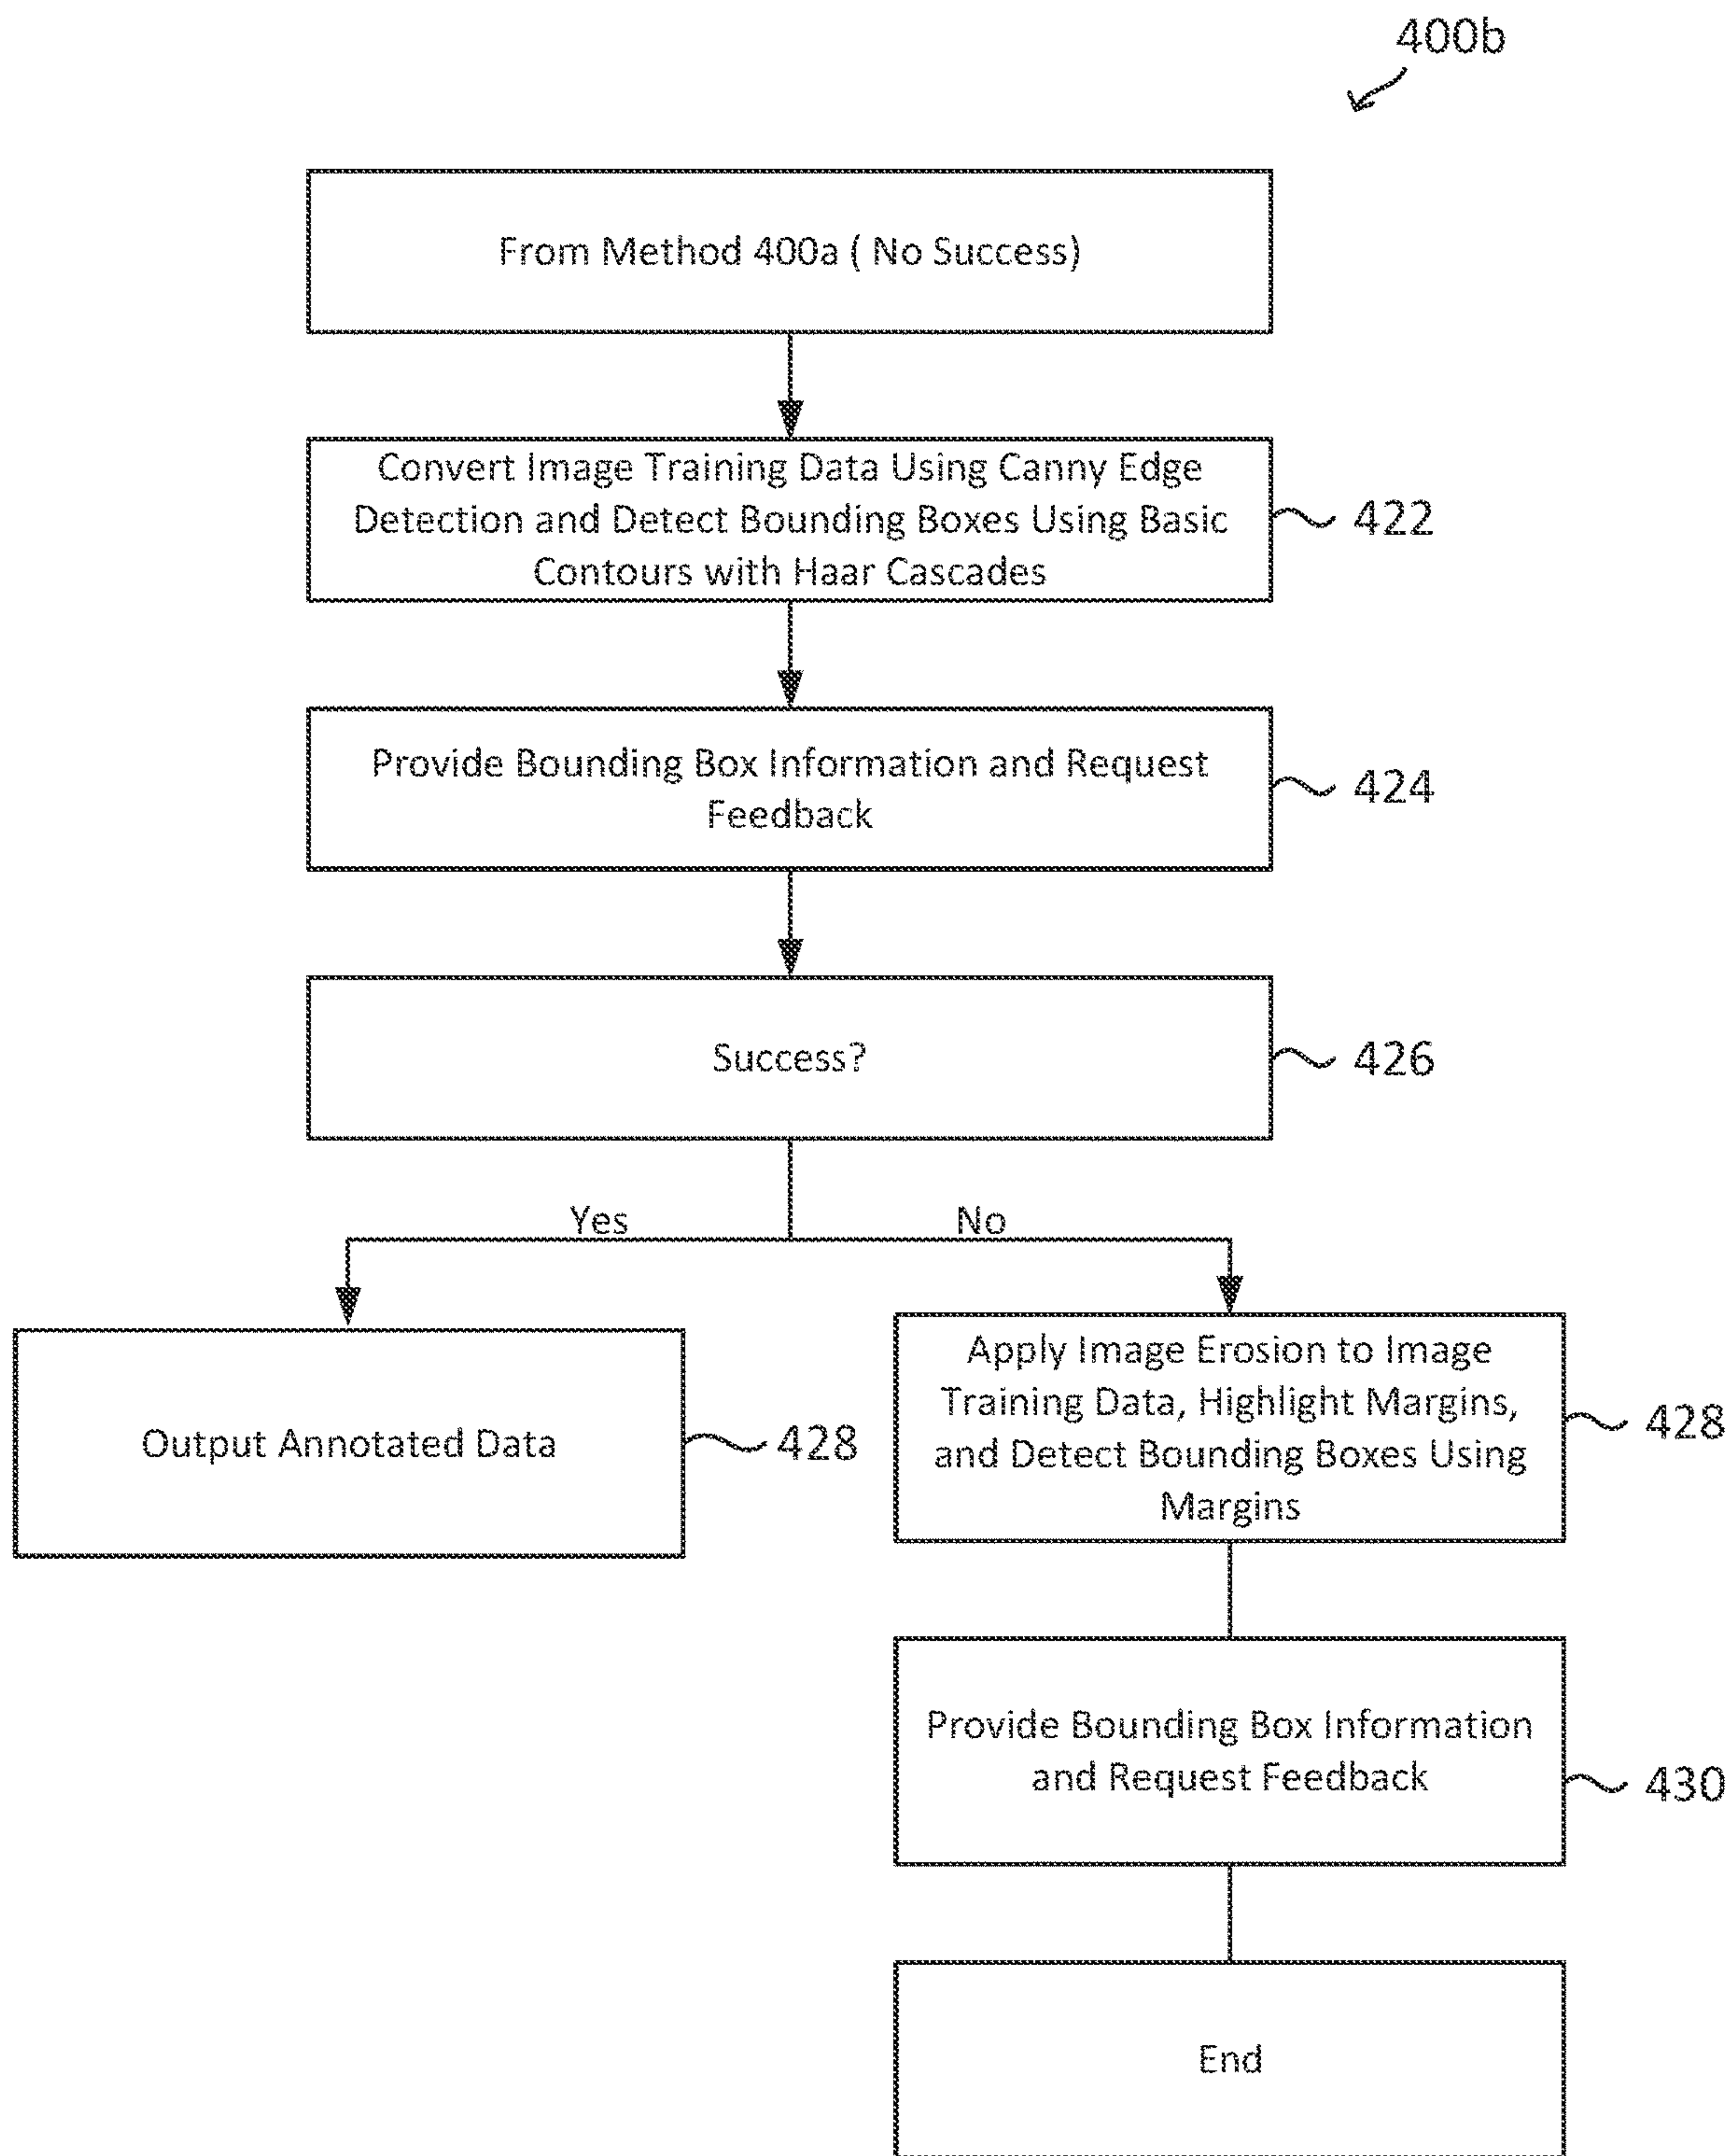 400b
From Method 400a ( No Success)
Convert Image Training Data Using Canny Edge
Detection and Detect Bounding Boxes Using Basic
Contours with Haar Cascades
422
Provide Bounding Box Information and Request
Feedback
424
Success?
426
Yes
No
Output Annotated Data
428
Apply Image Erosion to Image
Training Data, Highlight Margins,
and Detect Bounding Boxes Using
Margins
428
Provide Bounding Box Information
and Request Feedback
430
End